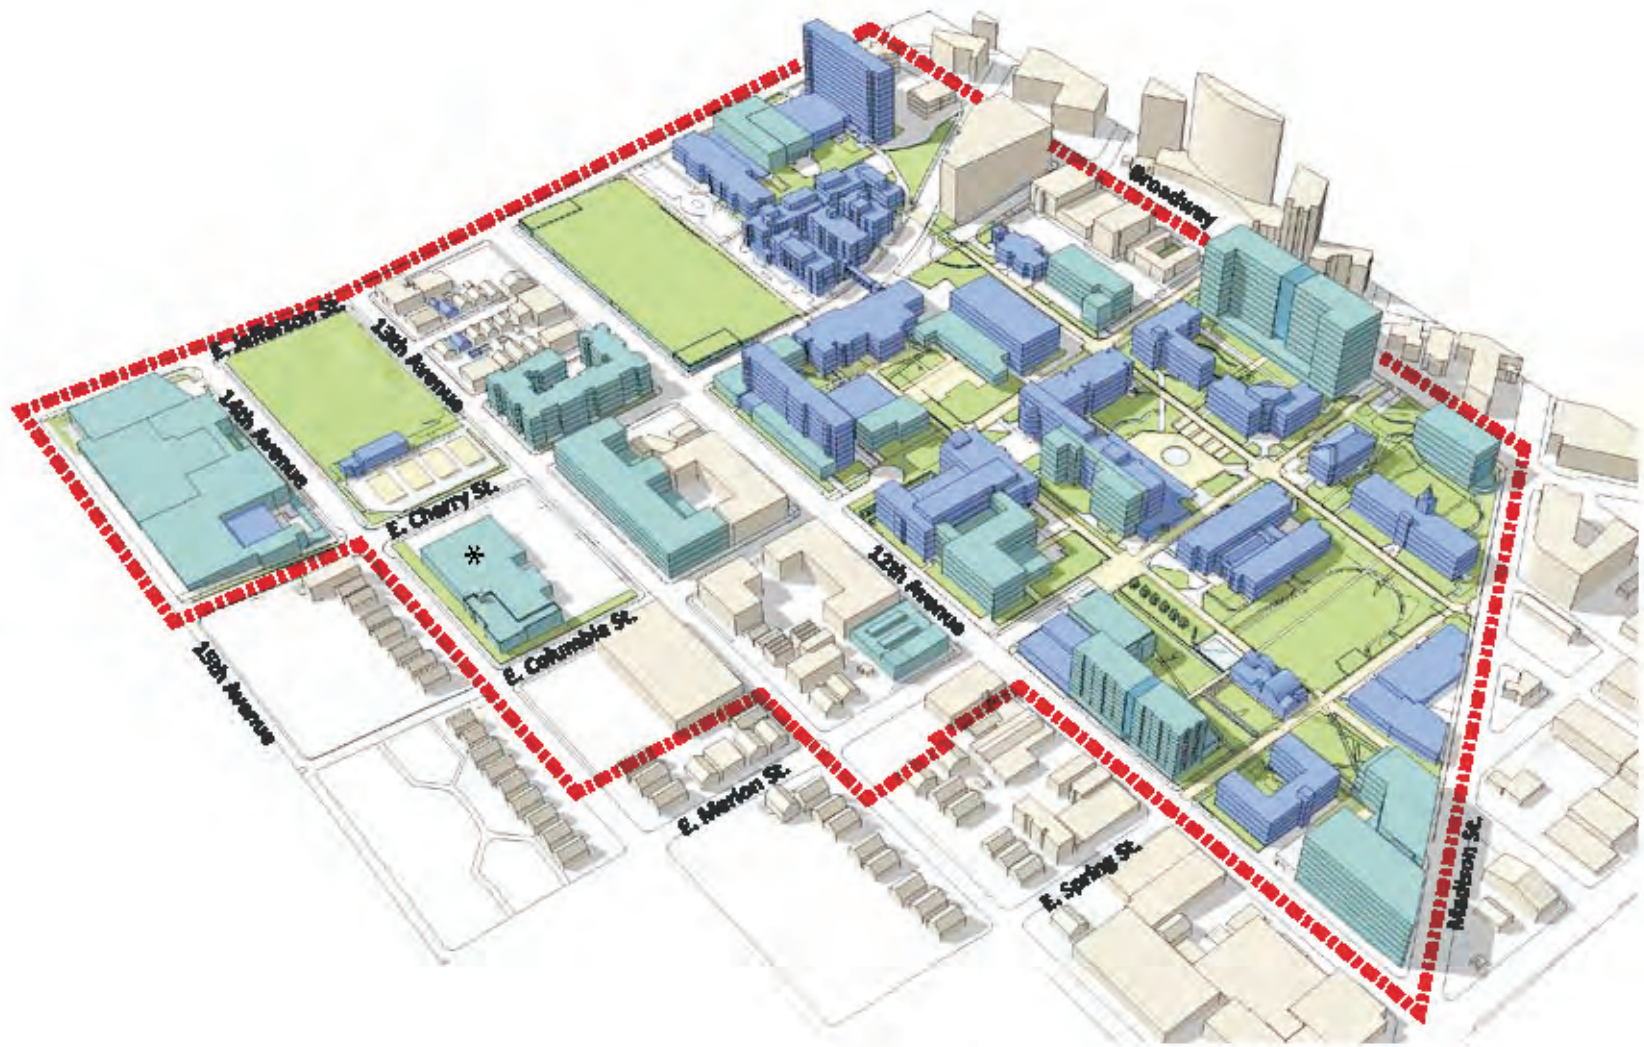 Broadway
E. Jefferson St.
13th Avenue
14th Avenue
E. Cherry St.
*
12th Avenue
E. Columbia St.
15th Avenue
E. Marion St.
E. Spring St.
Madison St.